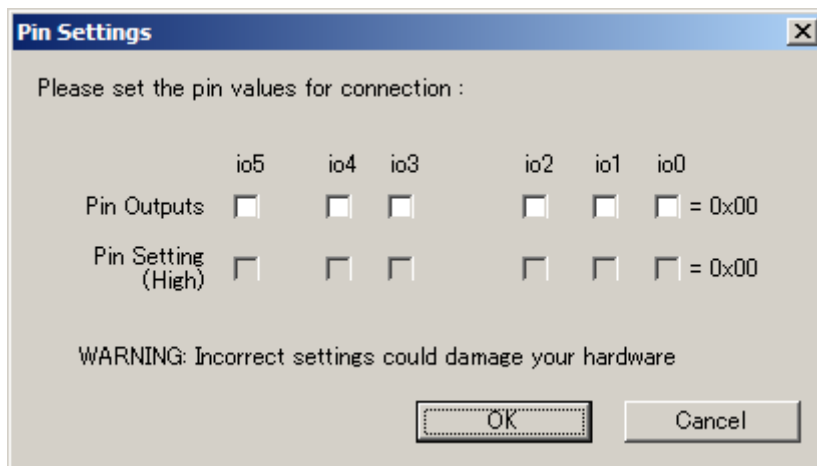 Pin Settings
Please set the pin values for connection :
io5 io4 io3 io2 io1 io0
Pin Outputs = 0x00
Pin Setting
(High) = 0x00
WARNING: Incorrect settings could damage your hardware
OK Cancel